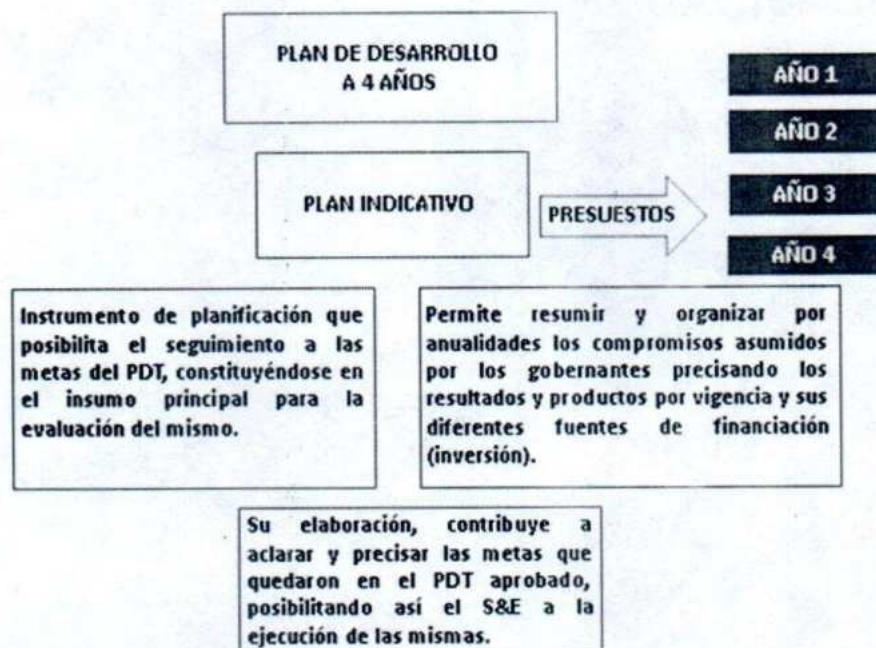 PLAN DE DESARROLLO
A 4 AÑOS
AÑO 1
AÑO 2
AÑO 3
AÑO 4
PLAN INDICATIVO
PRESUESTOS
Instrumento de planificación que
posibilita el seguimiento a las
metas del PDT, constituyéndose en
el insumo principal para la
evaluación del mismo.
Permite resumir y organizar por
anualidades los compromisos asumidos
por los gobernantes precisando los
resultados y productos por vigencia y sus
diferentes fuentes de financiación
(inversión).
Su elaboración, contribuye a
aclarar y precisar las metas que
quedaron en el PDT aprobado,
posibilitando así el S&E a la
ejecución de las mismas.